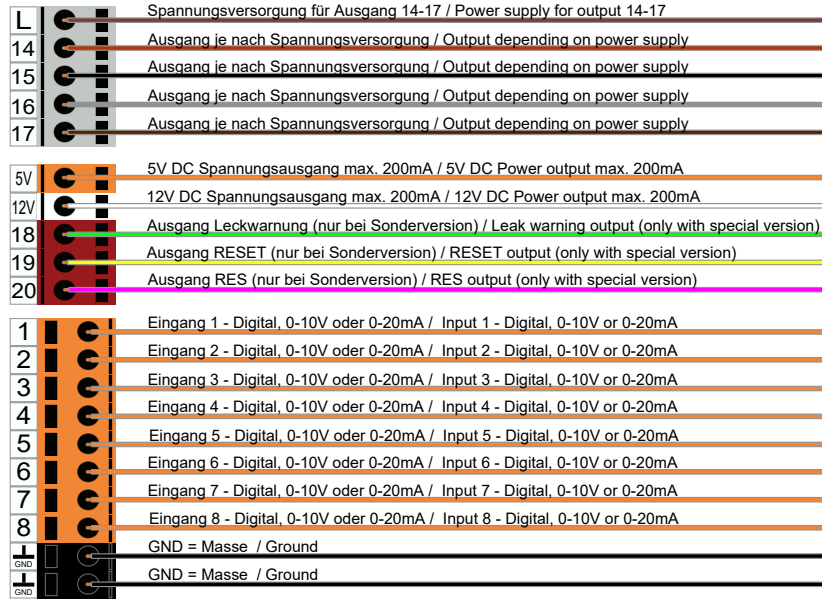 L Spannungsversorgung für Ausgang 14-17 / Power supply for output 14-17
14 Ausgang je nach Spannungsversorgung / Output depending on power supply
15 Ausgang je nach Spannungsversorgung / Output depending on power supply
16 Ausgang je nach Spannungsversorgung / Output depending on power supply
17 Ausgang je nach Spannungsversorgung / Output depending on power supply
5V 5V DC Spannungsausgang max. 200mA / 5V DC Power output max. 200mA
12V 12V DC Spannungsausgang max. 200mA / 12V DC Power output max. 200mA
18 Ausgang Leckwarnung (nur bei Sonderversion) / Leak warning output (only with special version)
19 Ausgang RESET (nur bei Sonderversion) / RESET output (only with special version)
20 Ausgang RES (nur bei Sonderversion) / RES output (only with special version)
1 Eingang 1 - Digital, 0-10V oder 0-20mA / Input 1 - Digital, 0-10V or 0-20mA
2 Eingang 2 - Digital, 0-10V oder 0-20mA / Input 2 - Digital, 0-10V or 0-20mA
3 Eingang 3 - Digital, 0-10V oder 0-20mA / Input 3 - Digital, 0-10V or 0-20mA
4 Eingang 4 - Digital, 0-10V oder 0-20mA / Input 4 - Digital, 0-10V or 0-20mA
5 Eingang 5 - Digital, 0-10V oder 0-20mA / Input 5 - Digital, 0-10V or 0-20mA
6 Eingang 6 - Digital, 0-10V oder 0-20mA / Input 6 - Digital, 0-10V or 0-20mA
7 Eingang 7 - Digital, 0-10V oder 0-20mA / Input 7 - Digital, 0-10V or 0-20mA
8 Eingang 8 - Digital, 0-10V oder 0-20mA / Input 8 - Digital, 0-10V or 0-20mA
GND GND = Masse / Ground
GND GND = Masse / Ground